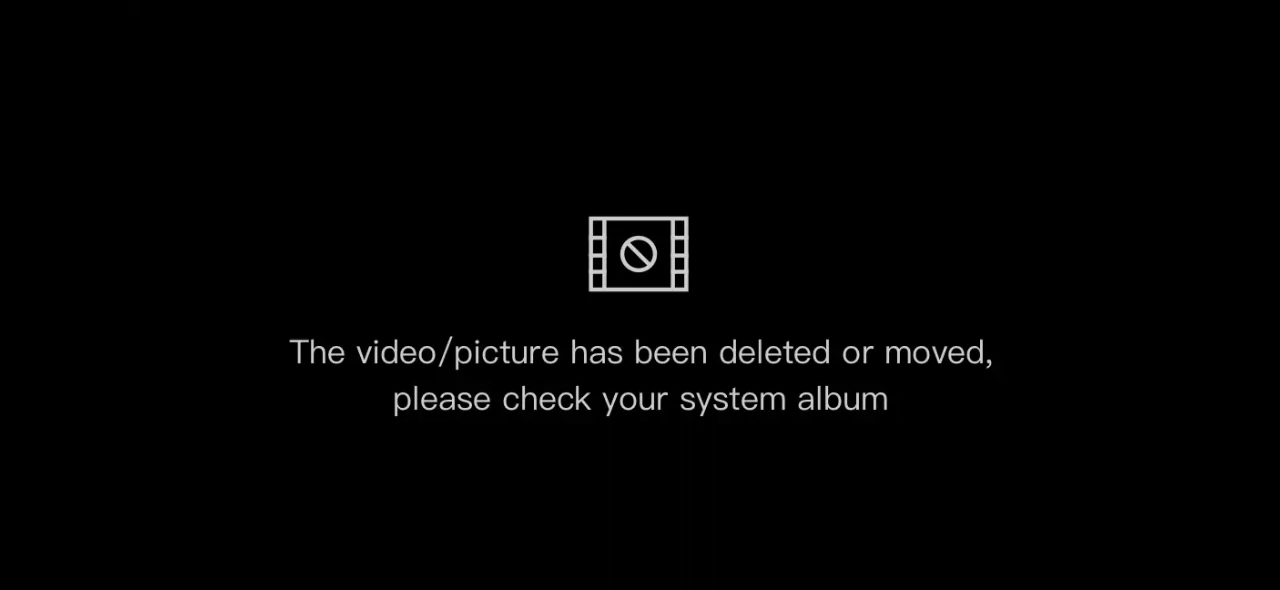 The video/picture has been deleted or moved,
please check your system album